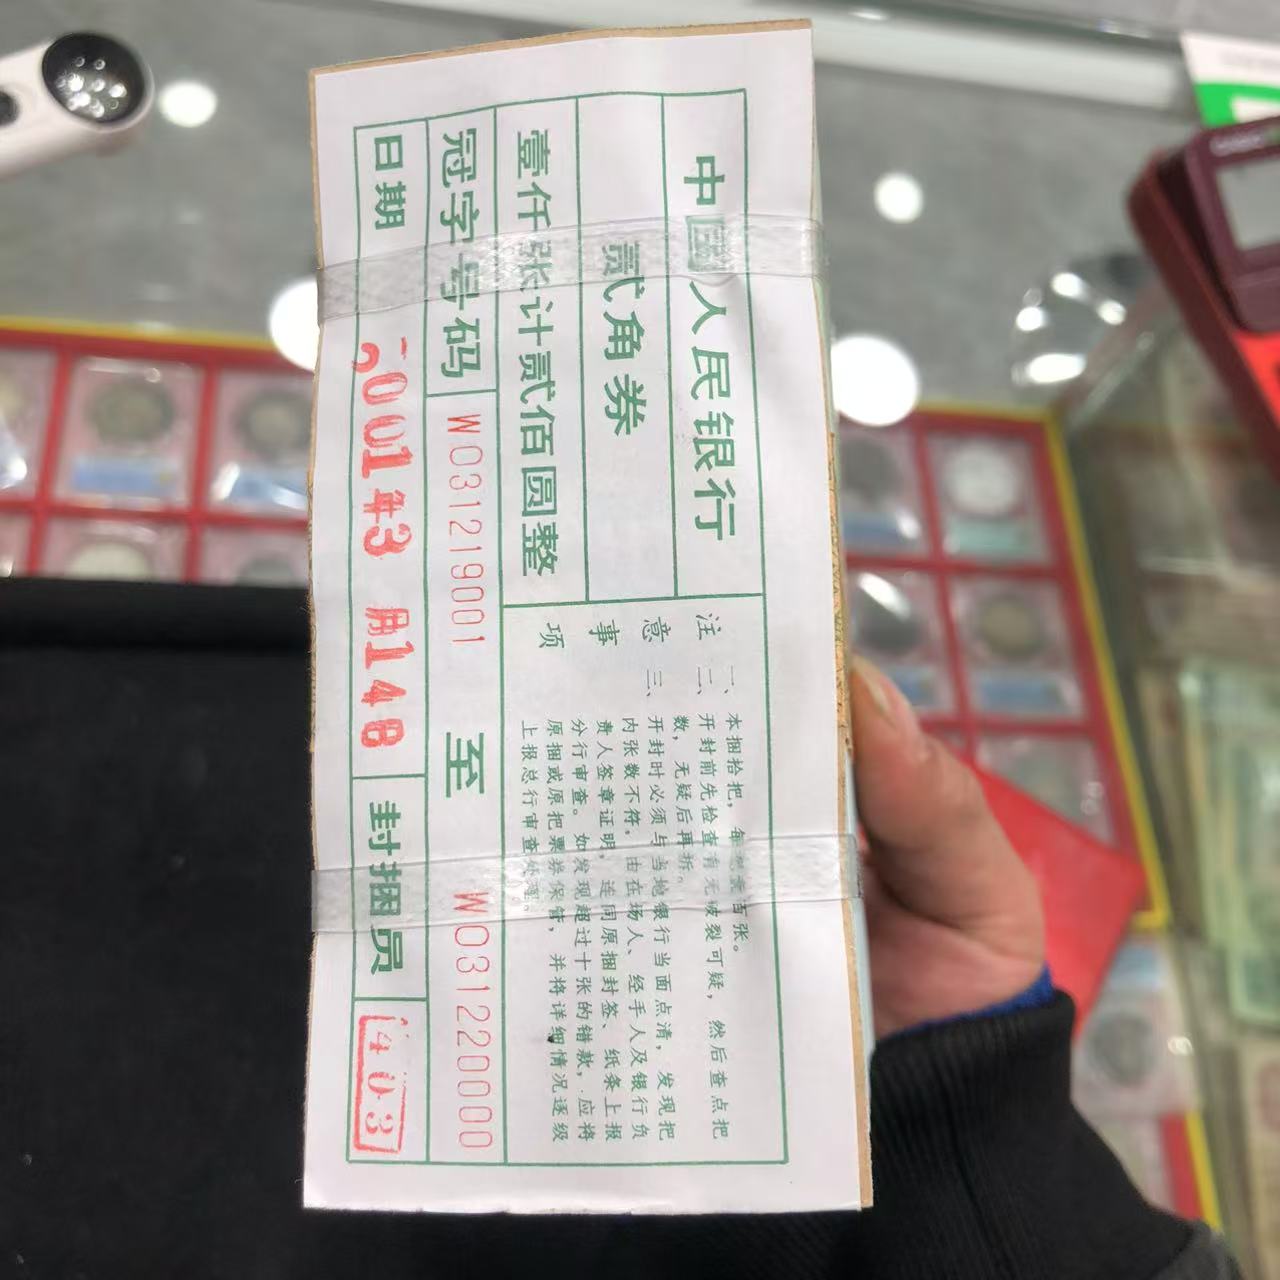 中国人民银行
贰角券
壹仟张计贰佰圆整
冠字号码 W031219001 至 W031220000
日期 2001年3月14日 封捆员 403
注意事项
一、本捆拾把，每把壹百张。
二、开封前先检查有无破裂可疑，然后查点把
数，无疑后再拆。
三、开封时必须与当地银行当面点清，发现把
内张数不符，由在场人、经手人及银行负
责人签章证明，连同原捆封签、纸条上报
分行审查。如发现超过十张的错款，应将
原捆或原把票券保管，并将详细情况逐级
上报总行审查处理。